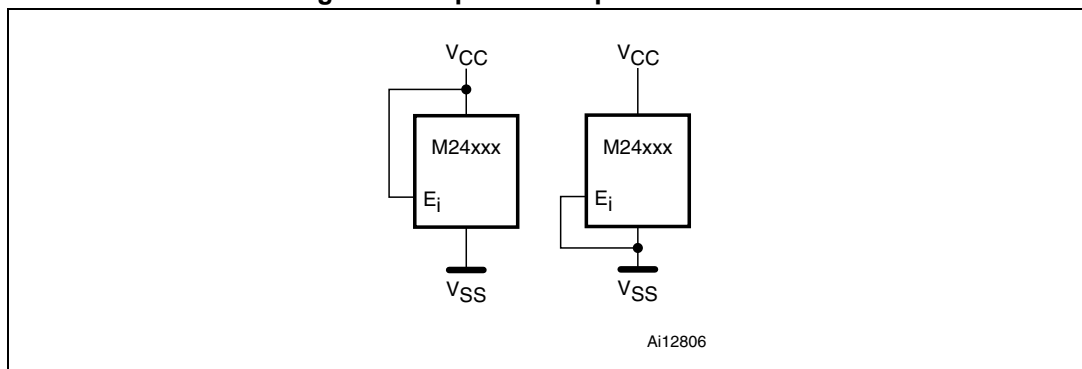 V_CC
M24xxx
E_i
V_SS
V_CC
M24xxx
E_i
V_SS
Ai12806